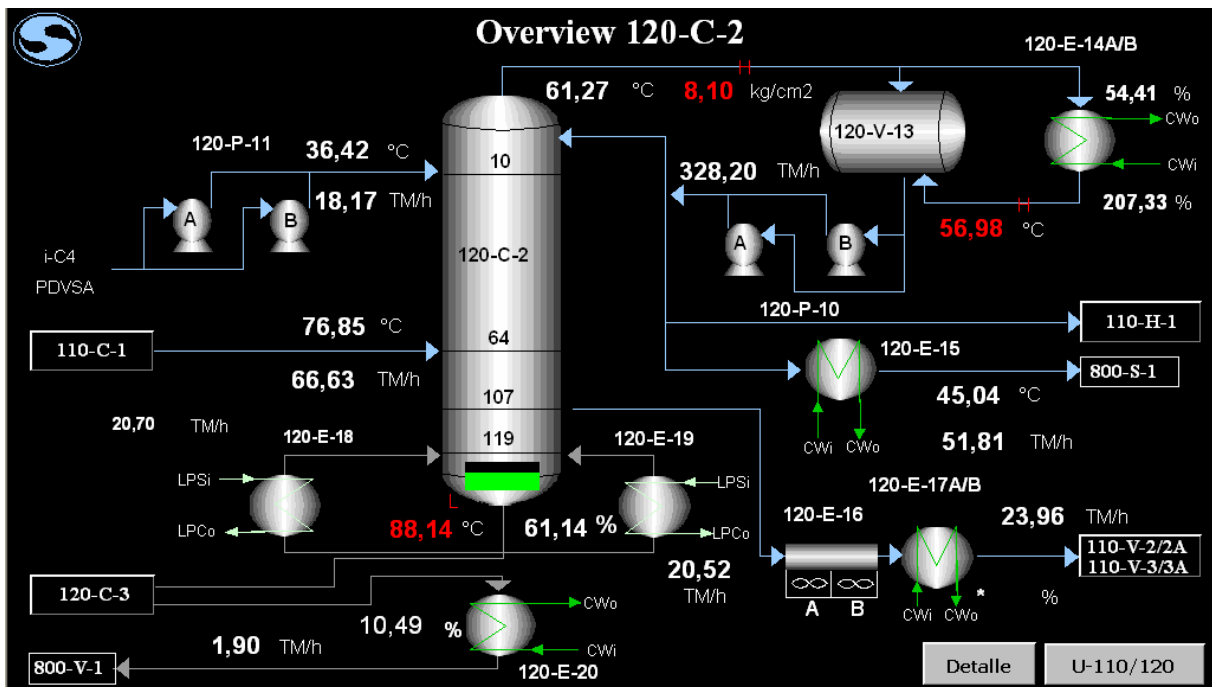 Overview 120-C-2
120-E-14A/B
61,27 °C 8,10 kg/cm2
54,41 %
CWo
120-V-13
120-P-11
36,42 °C
10
CWi
328,20 TM/h
18,17 TM/h
207,33 %
A
B
56,98 °C
A
B
i-C4
PDVSA
120-C-2
120-P-10
76,85 °C
110-H-1
110-C-1
64
120-E-15
66,63 TM/h
800-S-1
45,04 °C
107
20,70 TM/h
120-E-18
119
120-E-19
CWi CWo
51,81 TM/h
LPSi
LPSi
120-E-17A/B
L
88,14 °C
61,14 %
120-E-16
23,96 TM/h
LPCo
LPCo
110-V-2/2A
110-V-3/3A
120-C-3
20,52
TM/h
A B
* %
CWi CWo
CWo
10,49 %
1,90 TM/h
CWi
800-V-1
120-E-20
Detalle
U-110/120